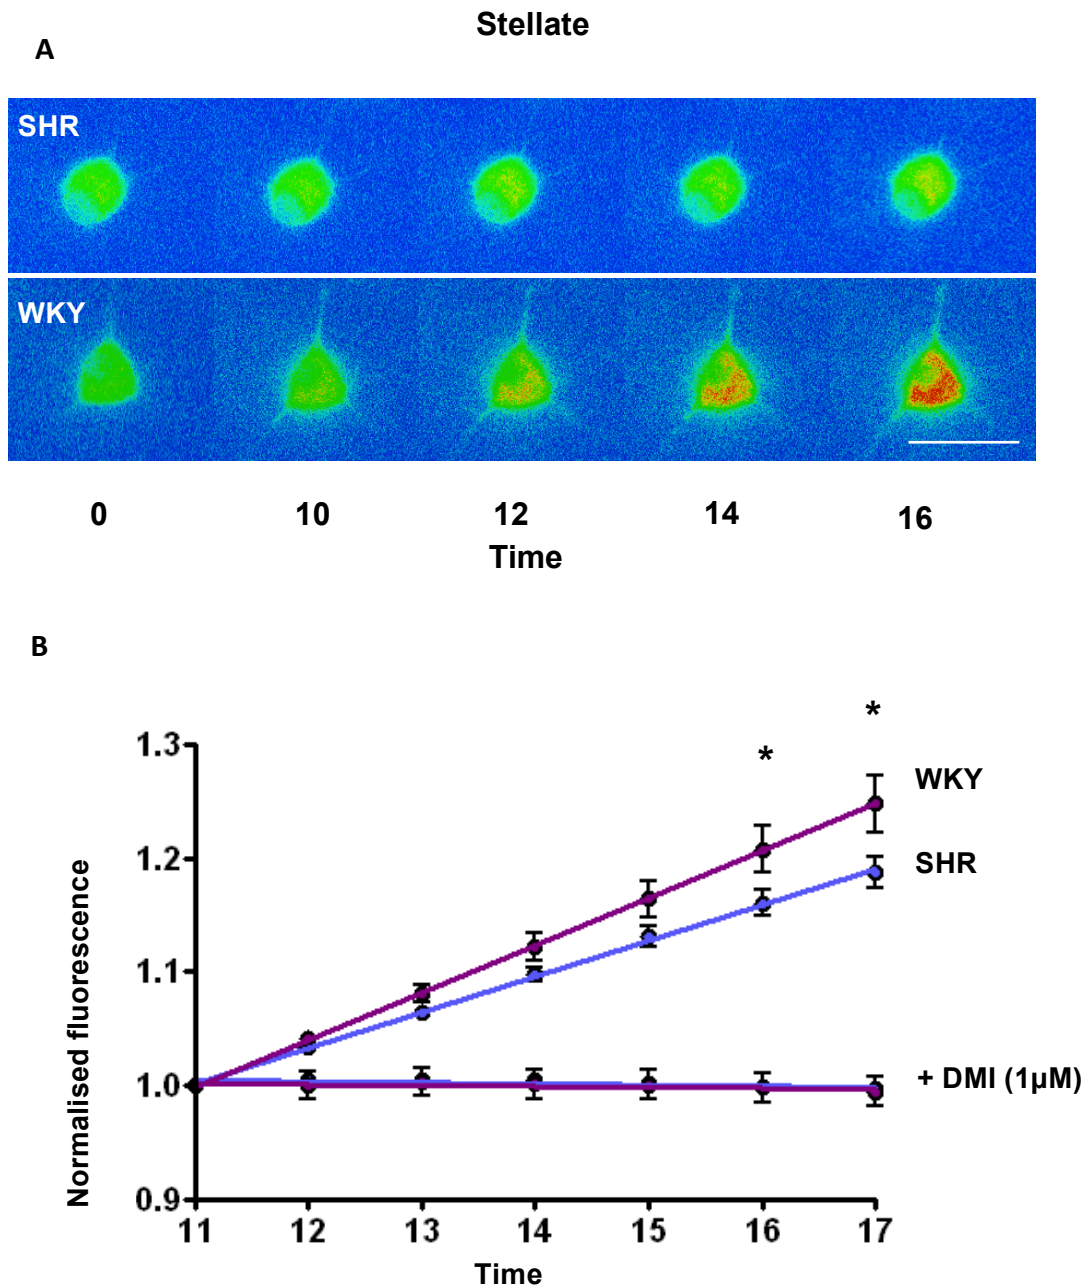 Stellate
A
SHR
WKY
0 10 12 14 16
Time
B
* *
1.3
1.2
1.1
1.0
0.9
Normalised fluorescence
WKY
SHR
+ DMI (1µM)
11 12 13 14 15 16 17
Time